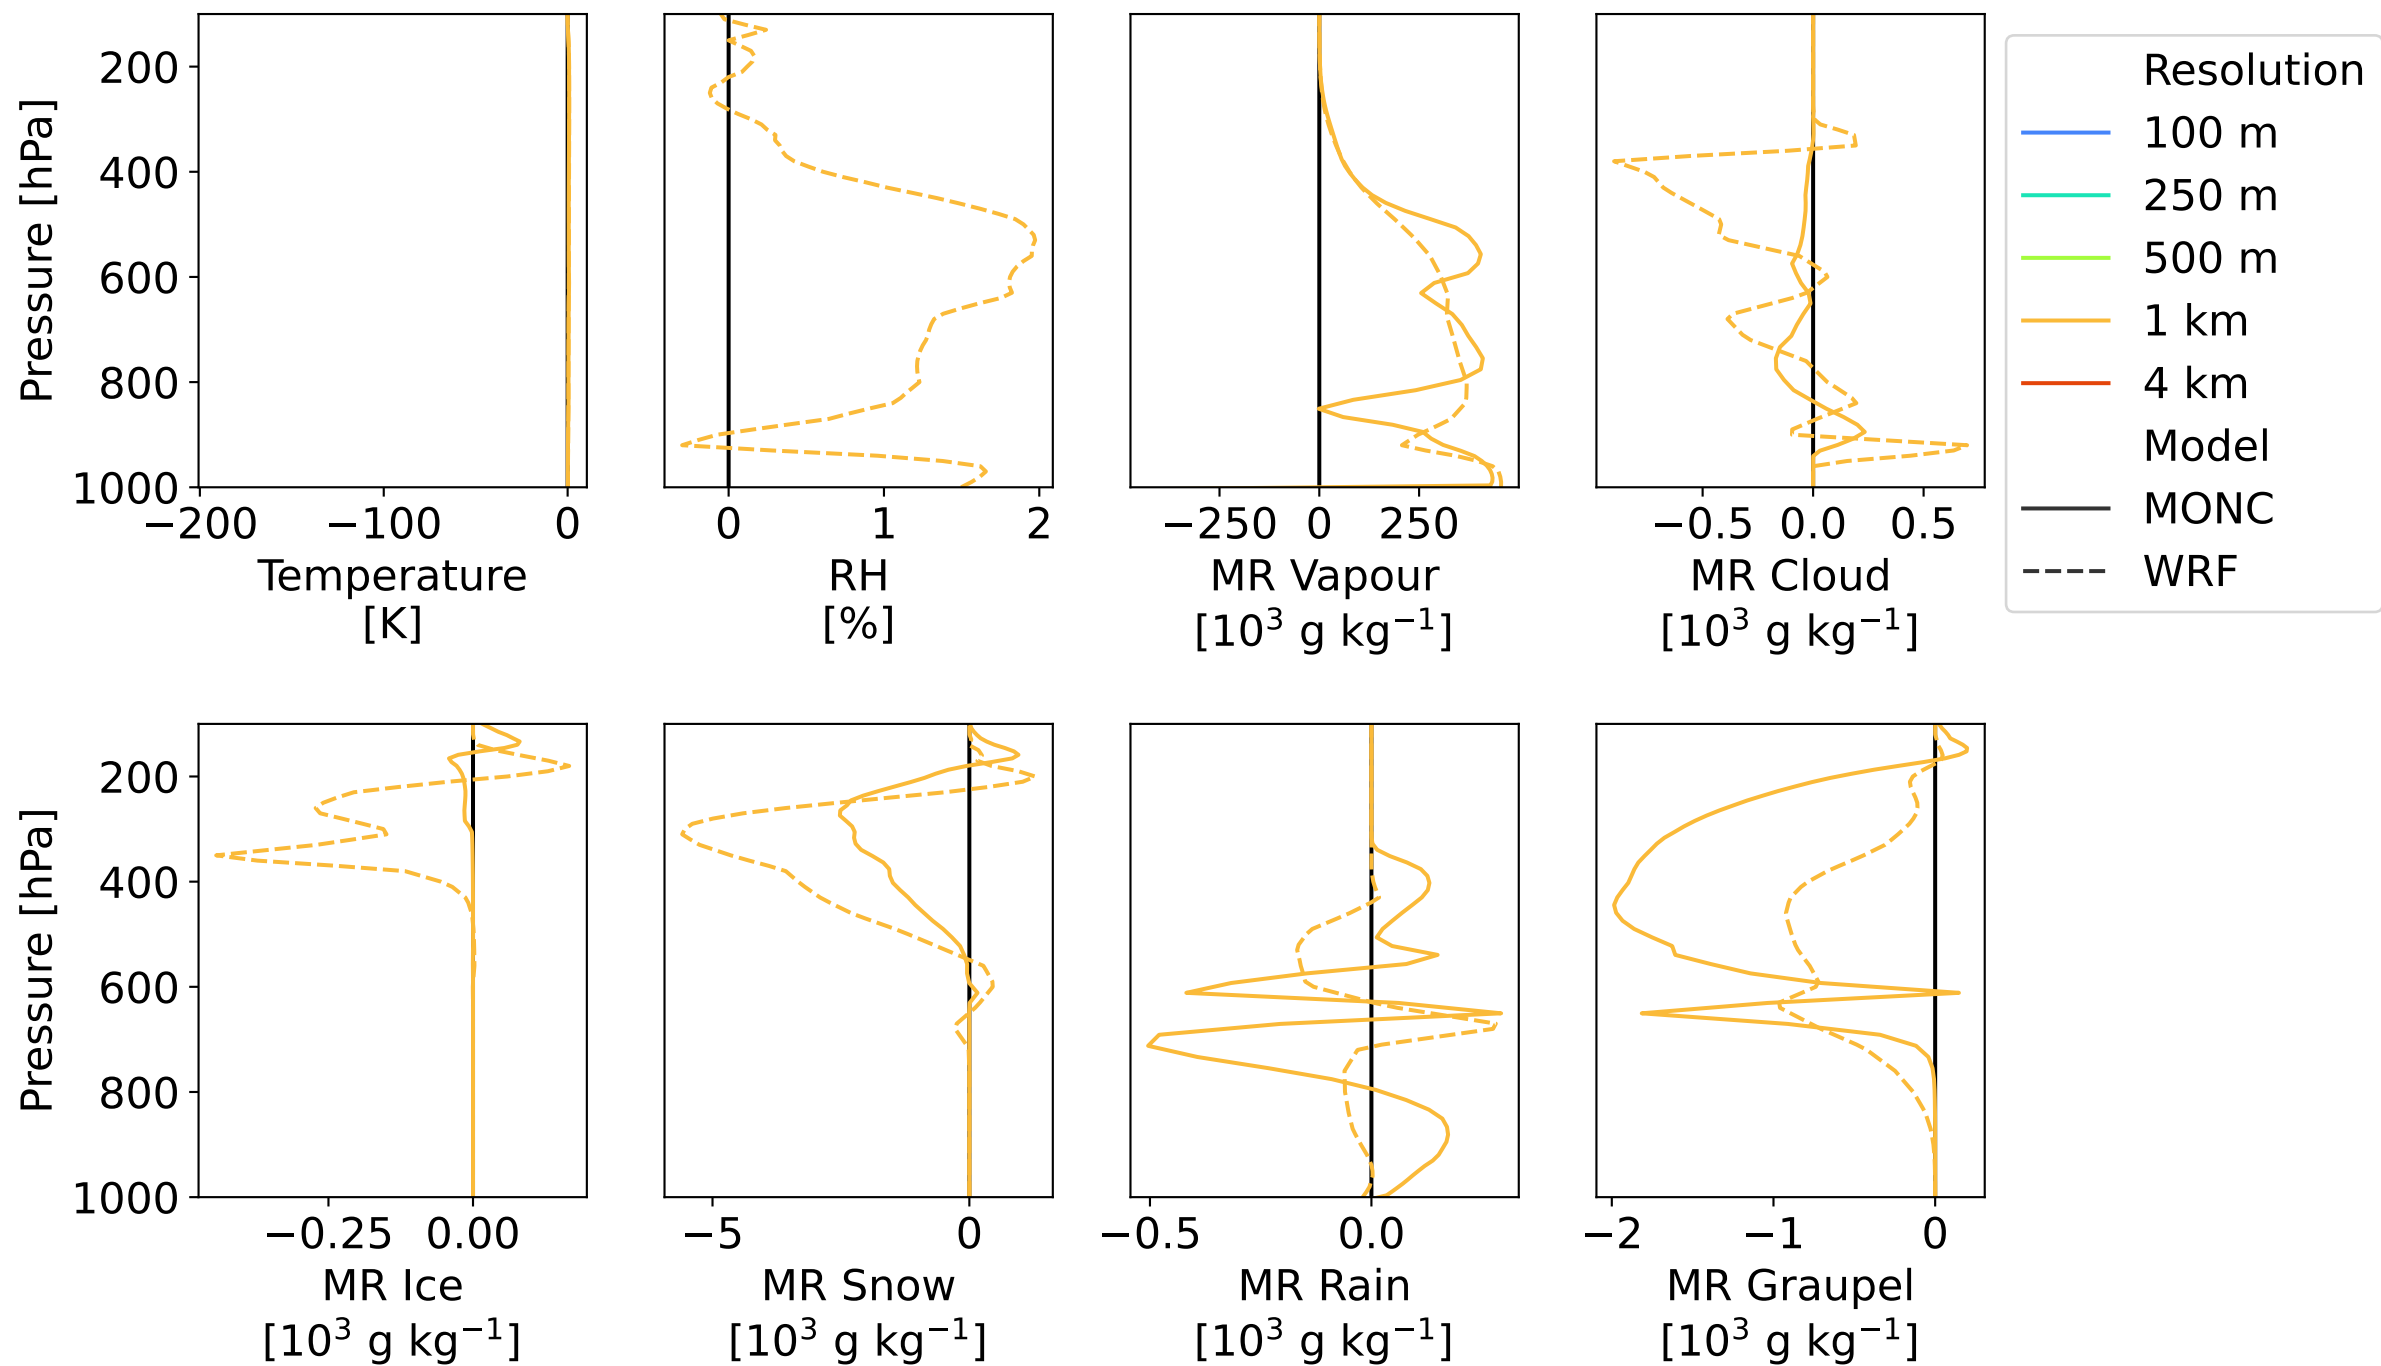 200
400
600
800
1000
Pressure [hPa]
−200 −100 0
Temperature
[K]
0 1 2
RH
[%]
−250 0 250
MR Vapour
[10³ g kg⁻¹]
−0.5 0.0 0.5
MR Cloud
[10³ g kg⁻¹]
Resolution
100 m
250 m
500 m
1 km
4 km
Model
MONC
WRF
200
400
600
800
1000
Pressure [hPa]
−0.25 0.00
MR Ice
[10³ g kg⁻¹]
−5 0
MR Snow
[10³ g kg⁻¹]
−0.5 0.0
MR Rain
[10³ g kg⁻¹]
−2 −1 0
MR Graupel
[10³ g kg⁻¹]